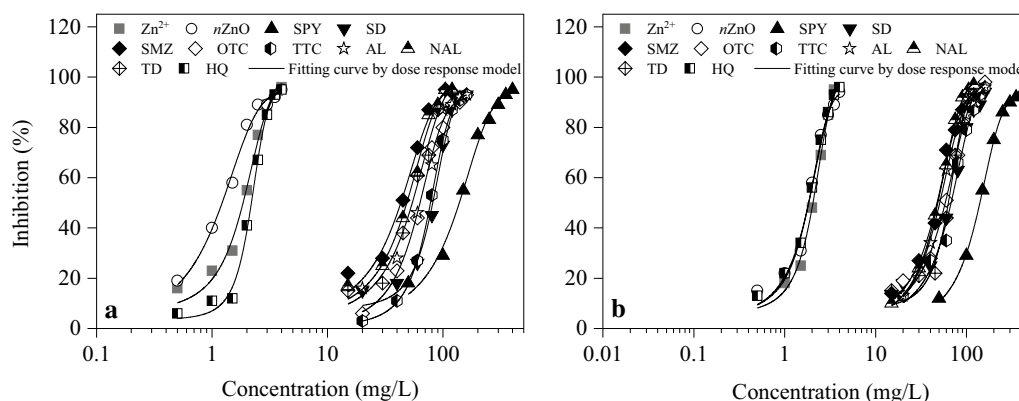 120
100
80
60
40
20
0
Inhibition (%)
Zn²⁺ nZnO SPY SD
SMZ OTC TTC AL NAL
TD HQ Fitting curve by dose response model
a
0.1 1 10 100
Concentration (mg/L)
120
100
80
60
40
20
0
Zn²⁺ nZnO SPY SD
SMZ OTC TTC AL NAL
TD HQ Fitting curve by dose response model
b
0.01 0.1 1 10 100
Concentration (mg/L)